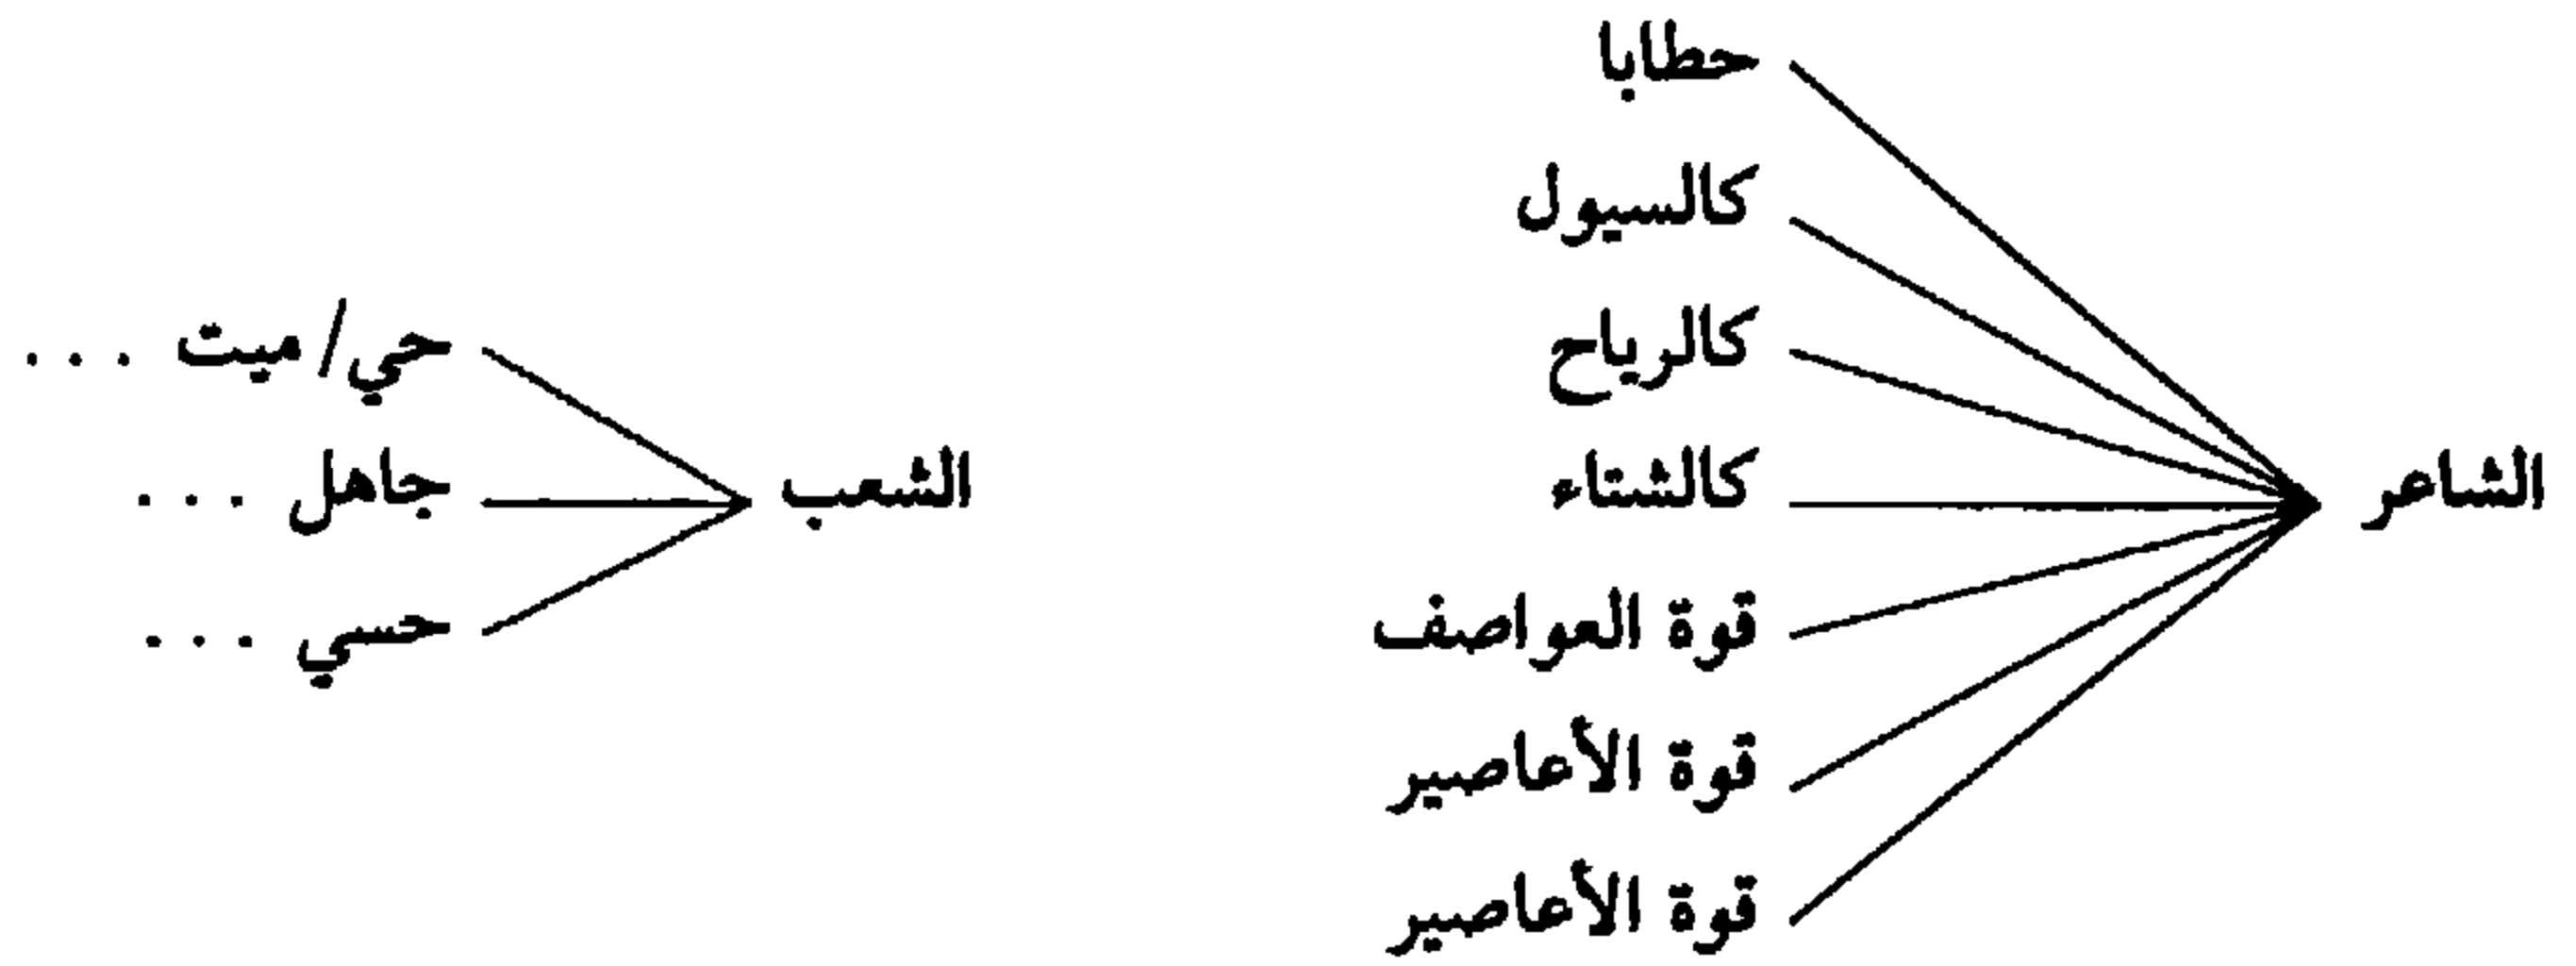 الشاعر
حطابا
كالسيول
كالرياح
كالشتاء
قوة العواصف
قوة الأعاصير
قوة الأعاصير
الشعب
حي/ميت ...
جاهل ...
حسي ...